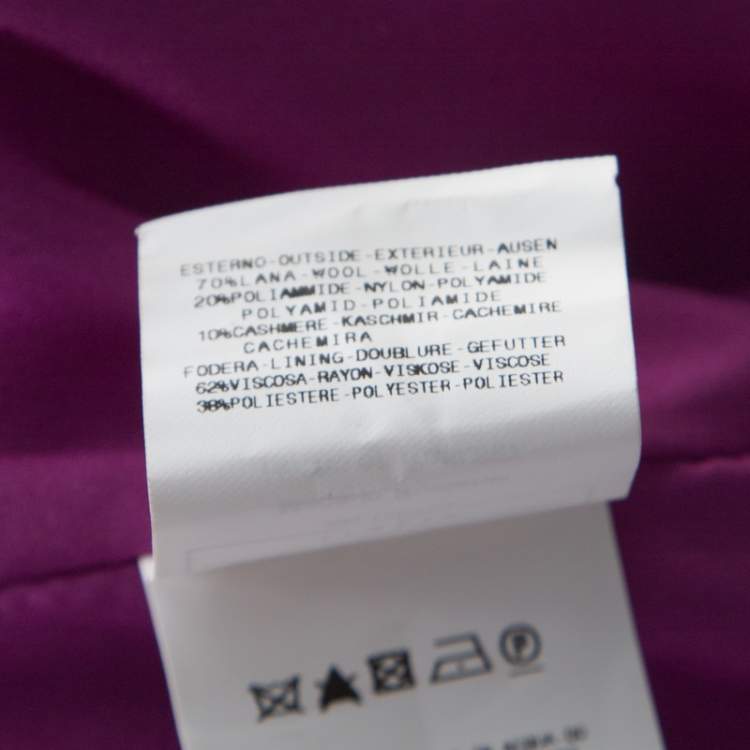 ESTERNO-OUTSIDE-EXTERIEUR-AUSEN
70%LANA-WOOL-WOLLE-LAINE
20%POLIAMMIDE-NYLON-POLYAMIDE
POLYAMID-POLIAMIDE
10%CASHMERE-KASCHMIR-CACHEMIRE
CACHEMIRA
FODERA-LINING-DOUBLURE-GEFUTTER
62%VISCOSA-RAYON-VISKOSE-VISCOSE
38%POLIESTERE-POLYESTER-POLIESTER
P